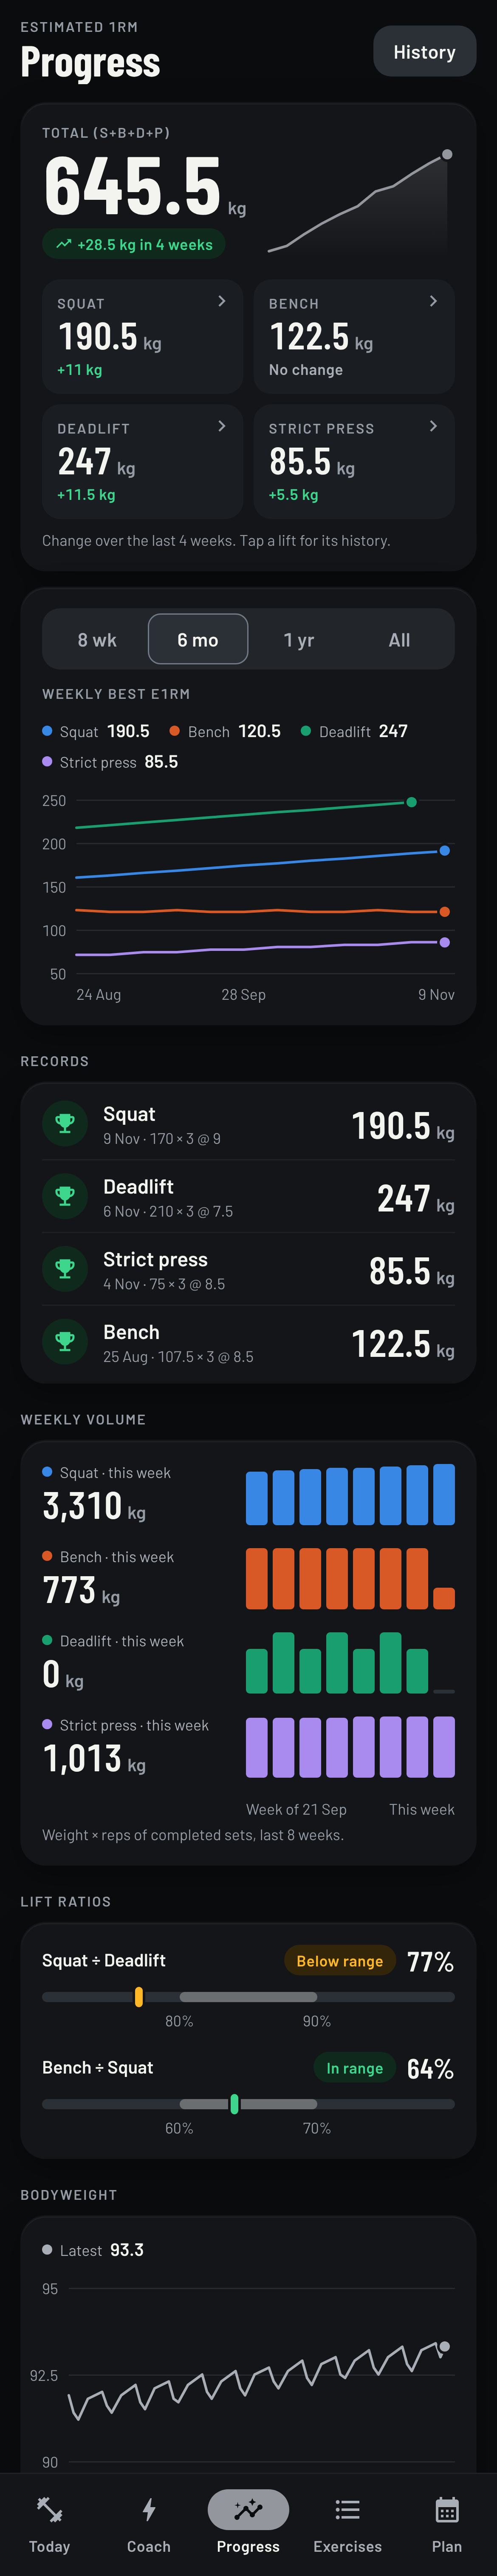 ESTIMATED 1RM
Progress
History
TOTAL (S+B+D+P)
645.5 kg
+28.5 kg in 4 weeks
SQUAT
190.5 kg
+11 kg
BENCH
122.5 kg
No change
DEADLIFT
247 kg
+11.5 kg
STRICT PRESS
85.5 kg
+5.5 kg
Change over the last 4 weeks. Tap a lift for its history.
8 wk 6 mo 1 yr All
WEEKLY BEST E1RM
Squat 190.5 Bench 120.5 Deadlift 247
Strict press 85.5
250
200
150
100
50
24 Aug 28 Sep 9 Nov
RECORDS
Squat
9 Nov · 170 × 3 @ 9
190.5 kg
Deadlift
6 Nov · 210 × 3 @ 7.5
247 kg
Strict press
4 Nov · 75 × 3 @ 8.5
85.5 kg
Bench
25 Aug · 107.5 × 3 @ 8.5
122.5 kg
WEEKLY VOLUME
Squat · this week
3,310 kg
Bench · this week
773 kg
Deadlift · this week
0 kg
Strict press · this week
1,013 kg
Week of 21 Sep This week
Weight × reps of completed sets, last 8 weeks.
LIFT RATIOS
Squat ÷ Deadlift Below range 77%
80% 90%
Bench ÷ Squat In range 64%
60% 70%
BODYWEIGHT
Latest 93.3
95
92.5
90
Today Coach Progress Exercises Plan